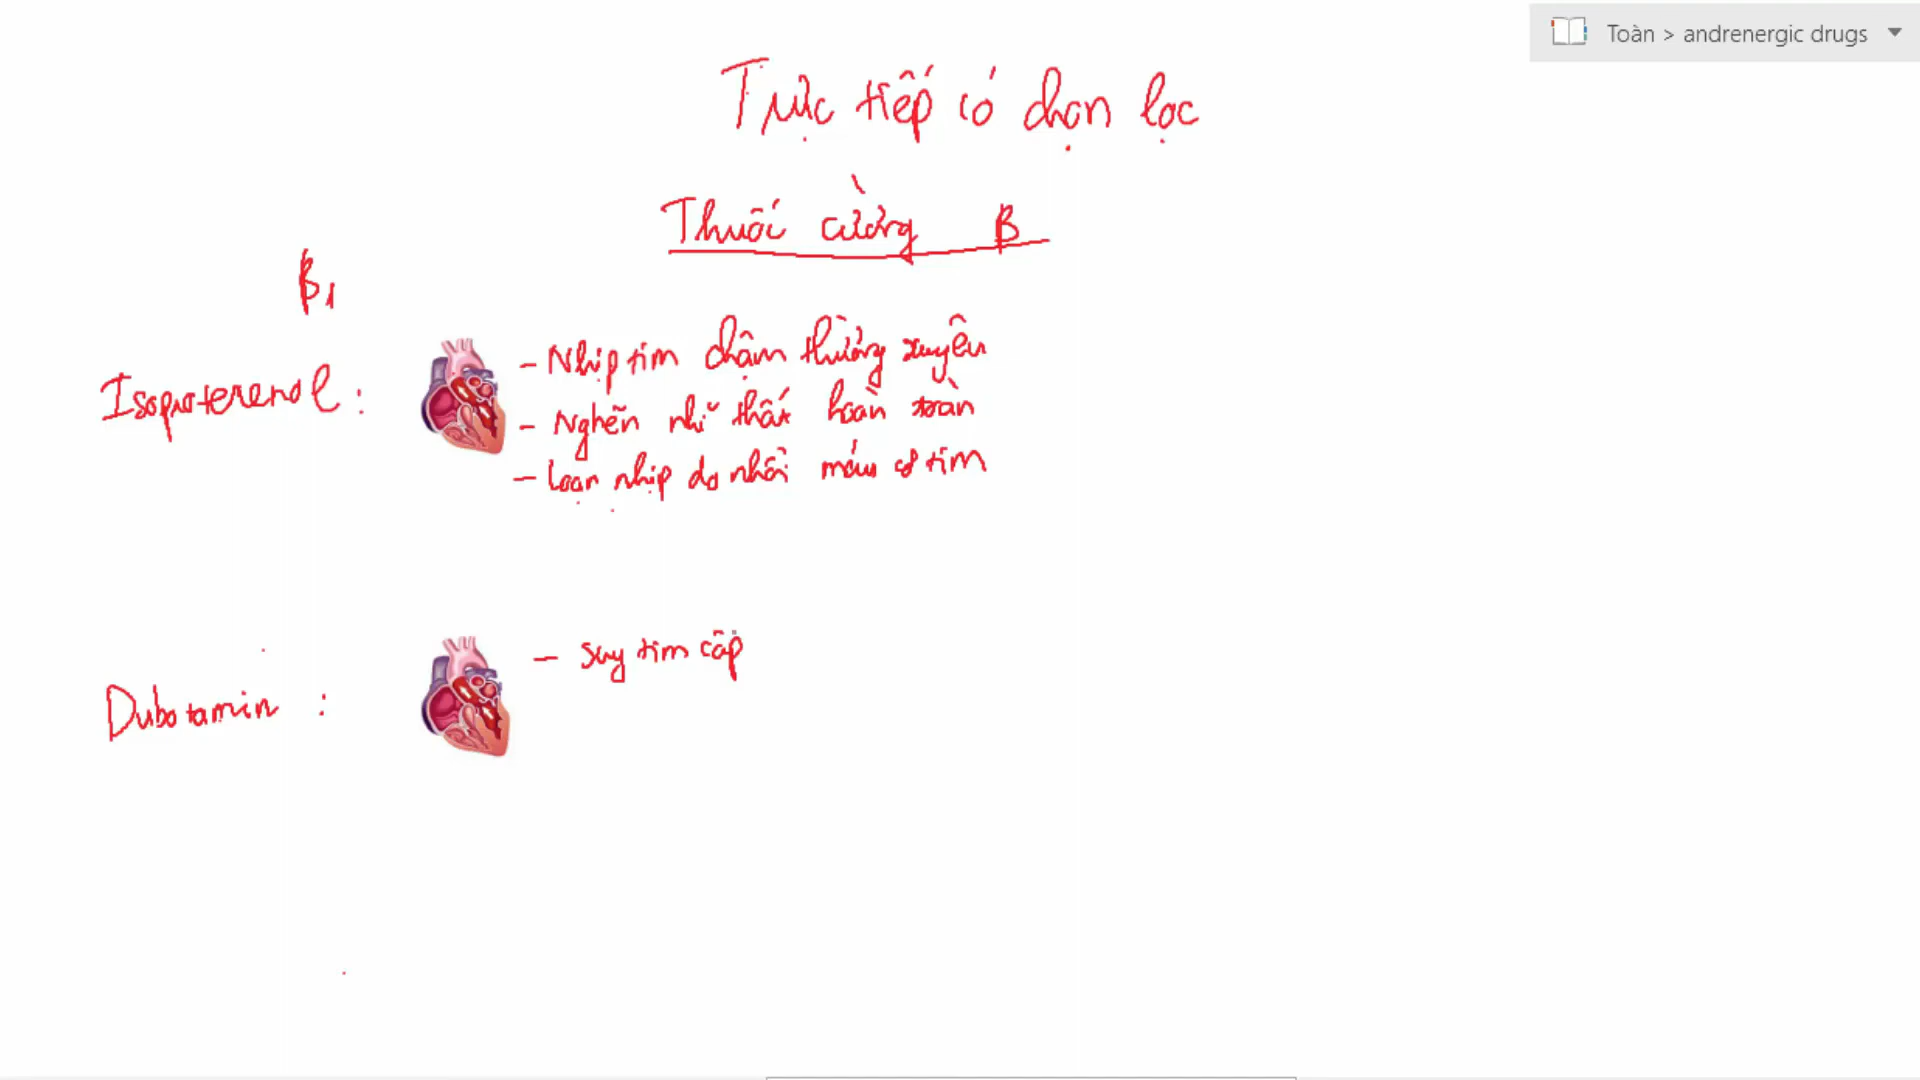 Toàn > andrenergic drugs
Trực tiếp có chọn lọc
Thuốc cường β
β1
Isoproterenol :
- Nhịp tim chậm thường xuyên
- Nghẽn nhĩ thất hoàn toàn
- Loạn nhịp do nhồi máu cơ tim
Dubotamin :
- Suy tim cấp